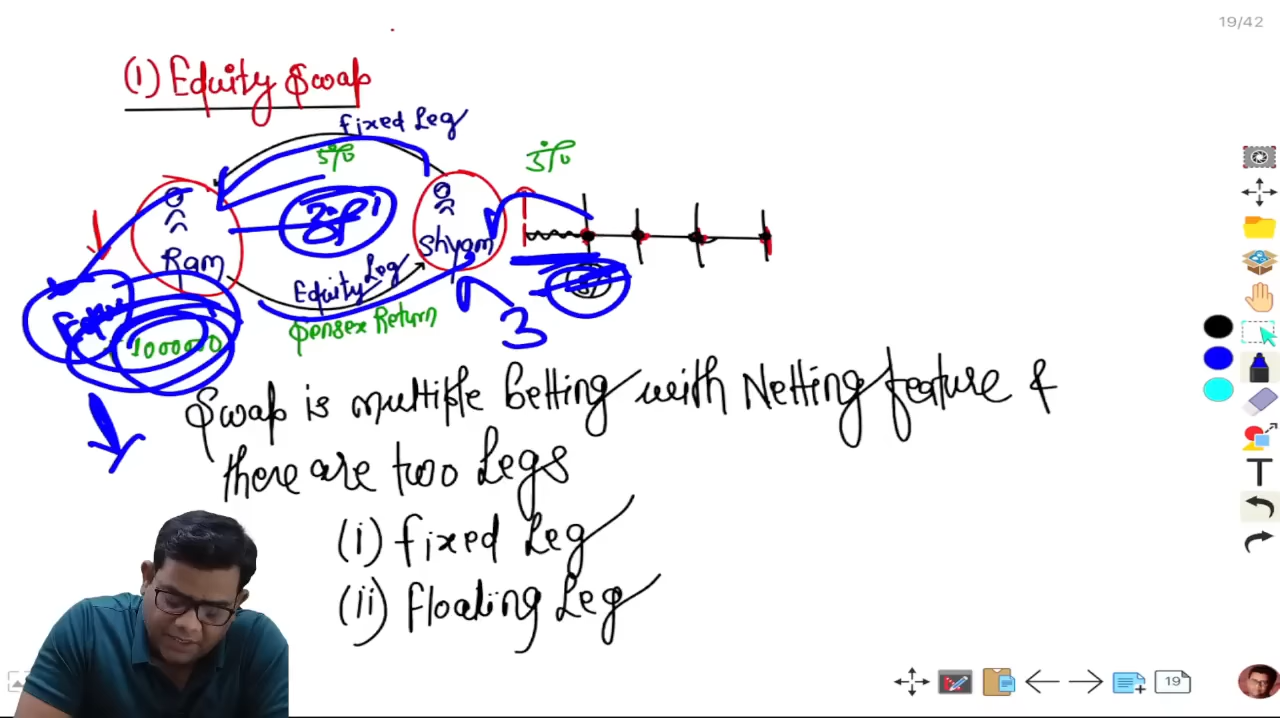 19/42
(1) Equity Swap
fixed Leg
5%
5%
Ram
Shyam
Equity Leg
Sensex Return
3
1000000
Swap is multiple Betting with Netting feature &
there are two Legs
(i) fixed Leg
(ii) Floating Leg
T
19